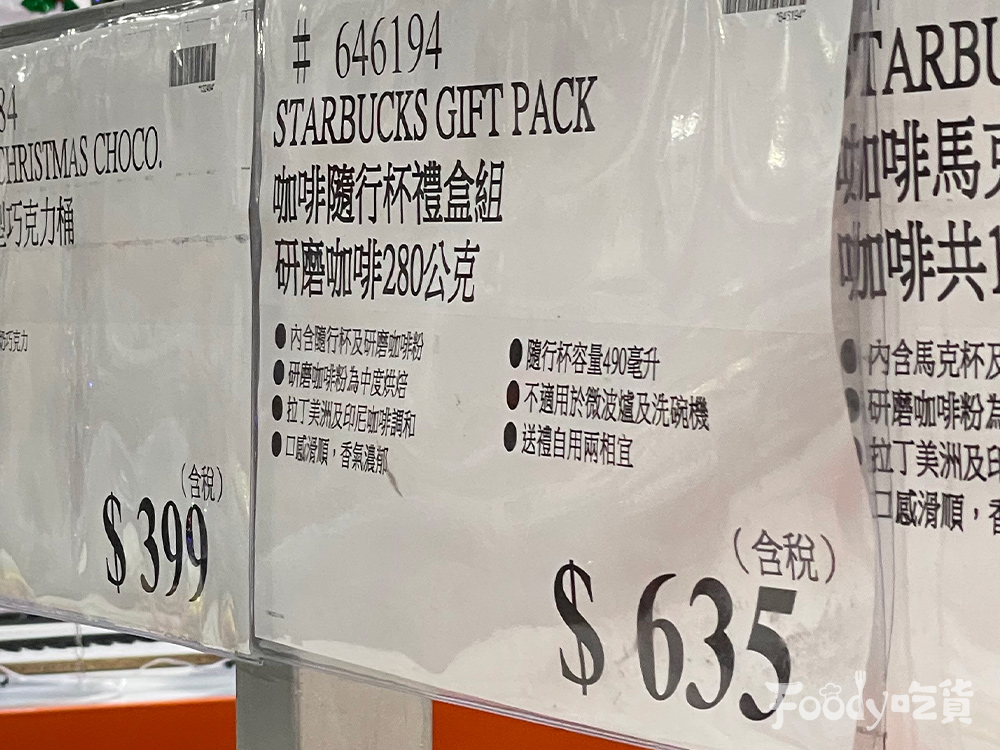 84
CHRISTMAS CHOCO.
型巧克力桶
(含稅)
$ 399
# 646194
STARBUCKS GIFT PACK
咖啡隨行杯禮盒組
研磨咖啡280公克
●內含隨行杯及研磨咖啡粉
●研磨咖啡粉為中度烘焙
●拉丁美洲及印尼咖啡調和
●口感滑順，香氣濃郁
●隨行杯容量490毫升
●不適用於微波爐及洗碗機
●送禮自用兩相宜
(含稅)
$ 635
"646194"
TARBU
咖啡馬克
咖啡共1
●內含馬克杯及
●研磨咖啡粉為
●拉丁美洲及印
口感滑順，香
Foody吃貨